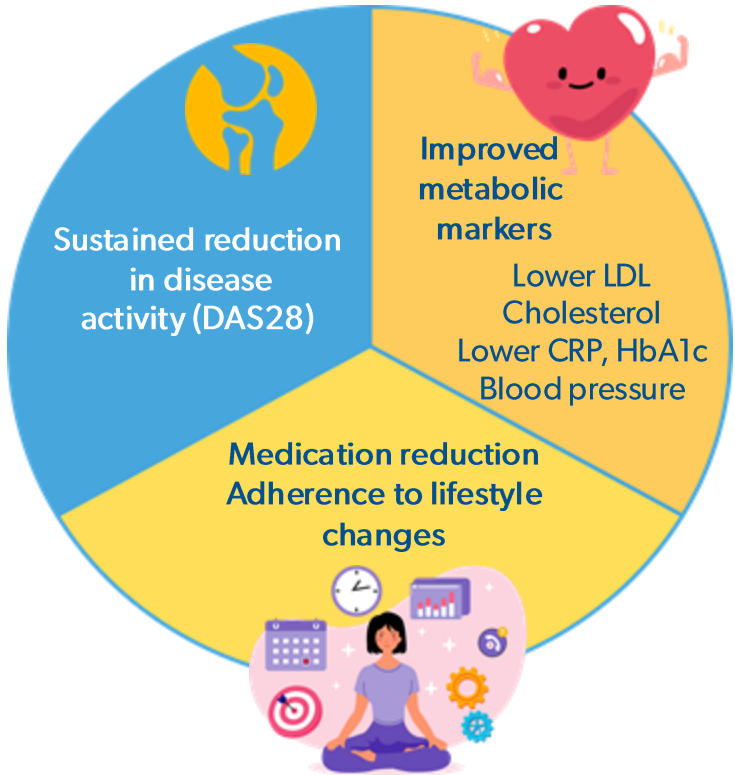 Sustained reduction
in disease
activity (DAS28)
Improved
metabolic
markers
Lower LDL
Cholesterol
Lower CRP, HbA1c
Blood pressure
Medication reduction
Adherence to lifestyle
changes